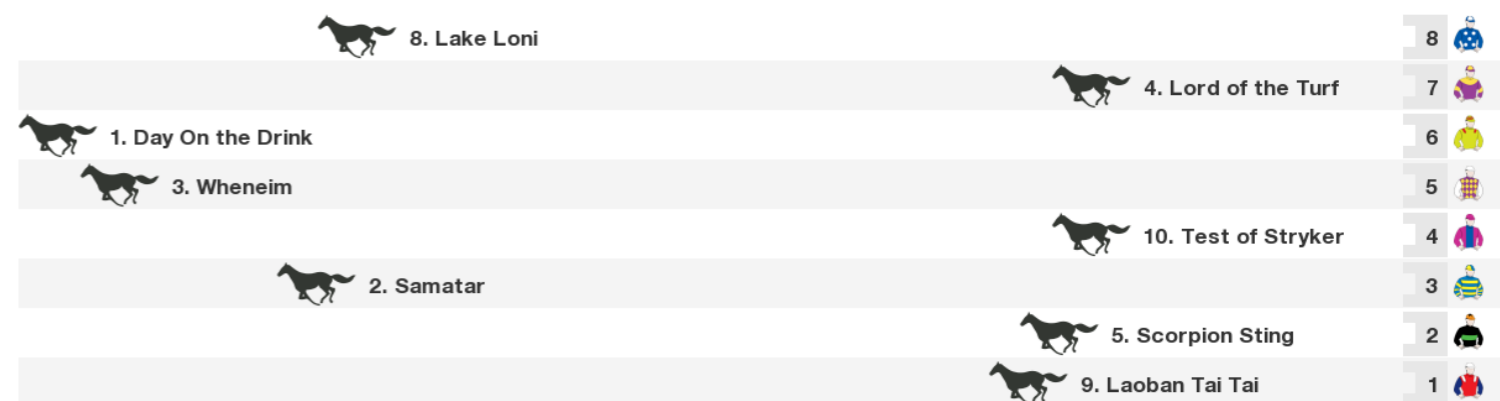 8. Lake Loni 8
4. Lord of the Turf 7
1. Day On the Drink 6
3. Wheneim 5
10. Test of Stryker 4
2. Samatar 3
5. Scorpion Sting 2
9. Laoban Tai Tai 1